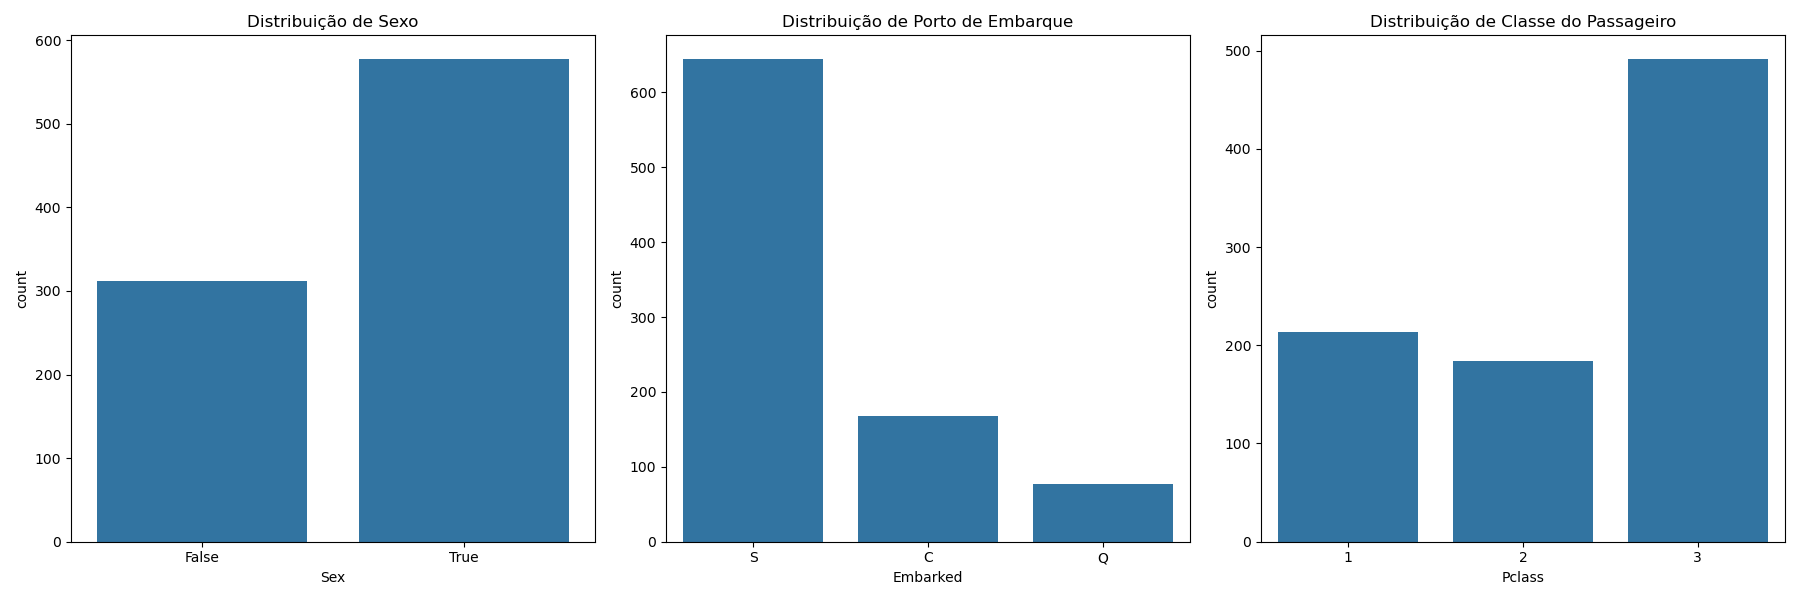 Distribuição de Sexo
600
500
400
300
200
100
0
count
False
True
Sex
Distribuição de Porto de Embarque
600
500
400
300
200
100
0
count
S
C
Q
Embarked
Distribuição de Classe do Passageiro
500
400
300
200
100
0
count
1
2
3
Pclass